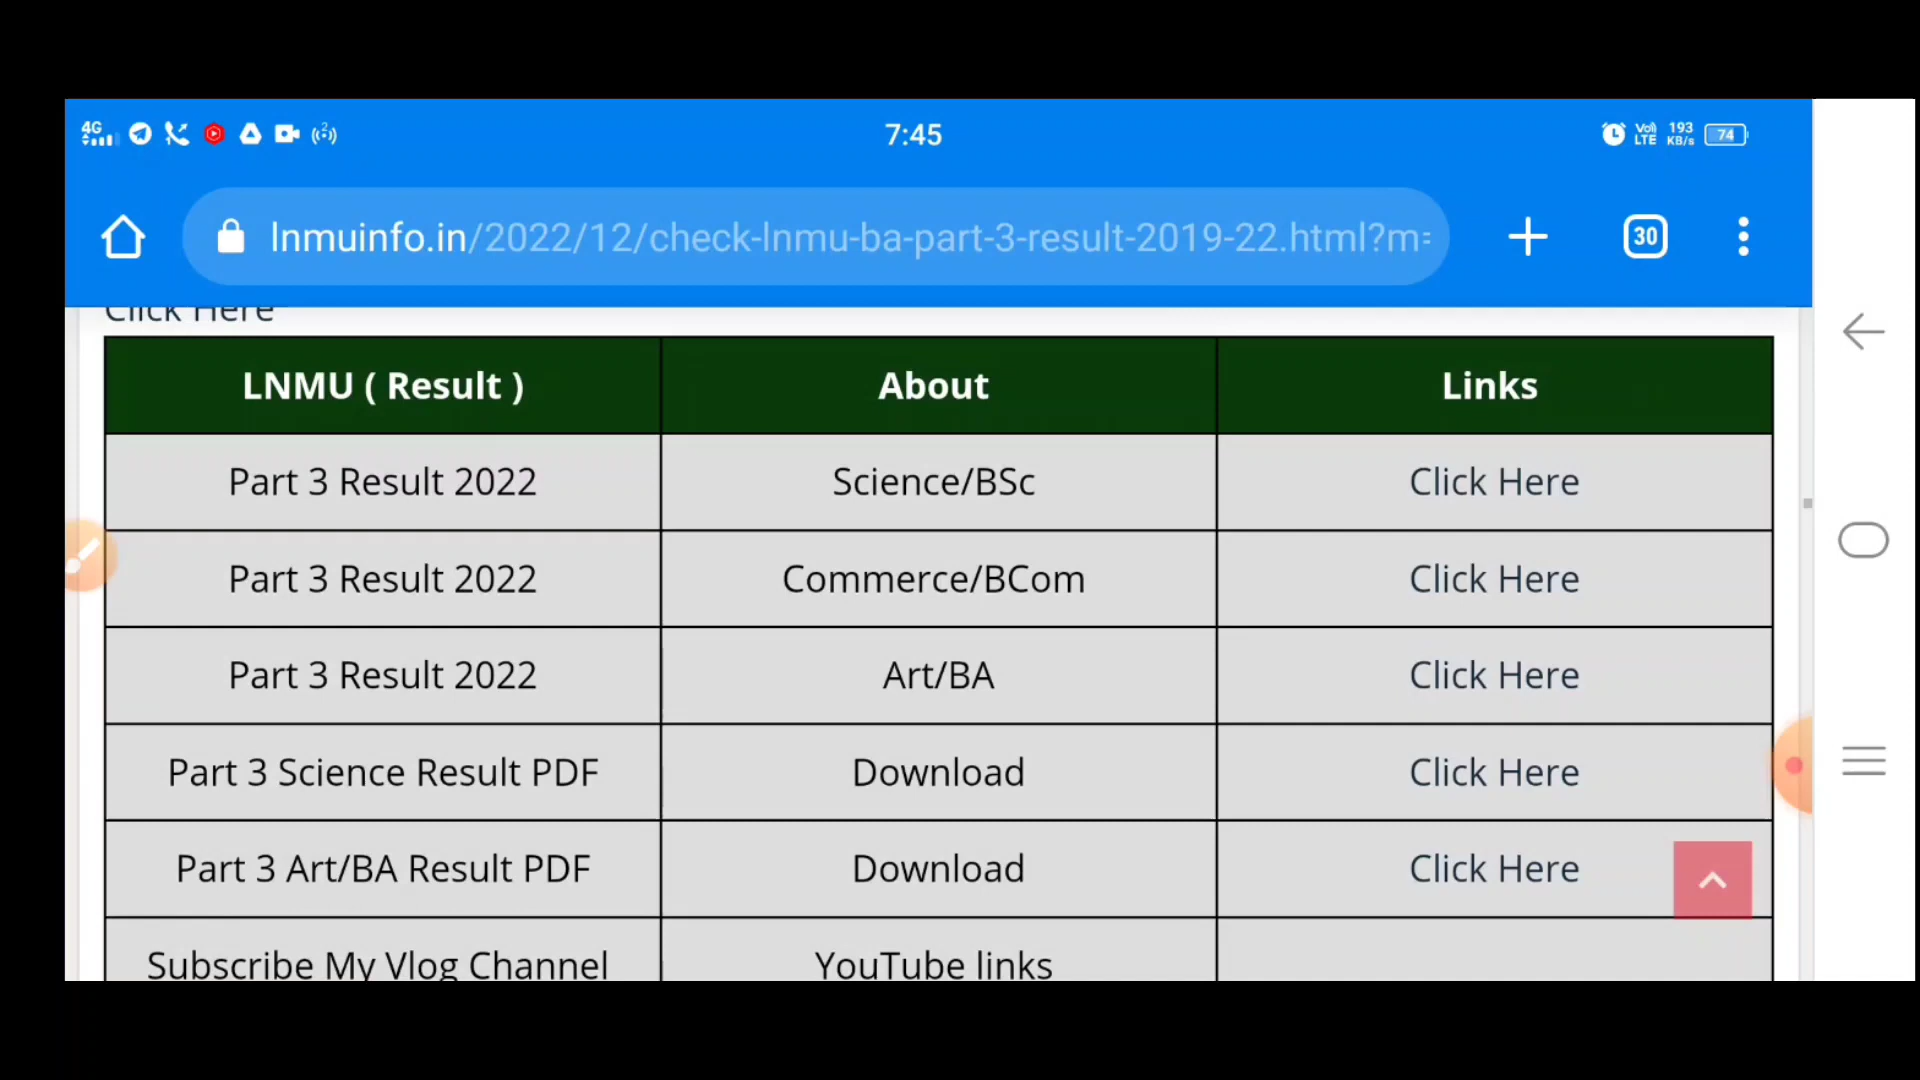 4G 7:45 Vol) LTE 193 KB/s 74
lnmuinfo.in/2022/12/check-lnmu-ba-part-3-result-2019-22.html?m= 30
Click Here
LNMU ( Result ) About Links
Part 3 Result 2022 Science/BSc Click Here
Part 3 Result 2022 Commerce/BCom Click Here
Part 3 Result 2022 Art/BA Click Here
Part 3 Science Result PDF Download Click Here
Part 3 Art/BA Result PDF Download Click Here
Subscribe My Vlog Channel YouTube links